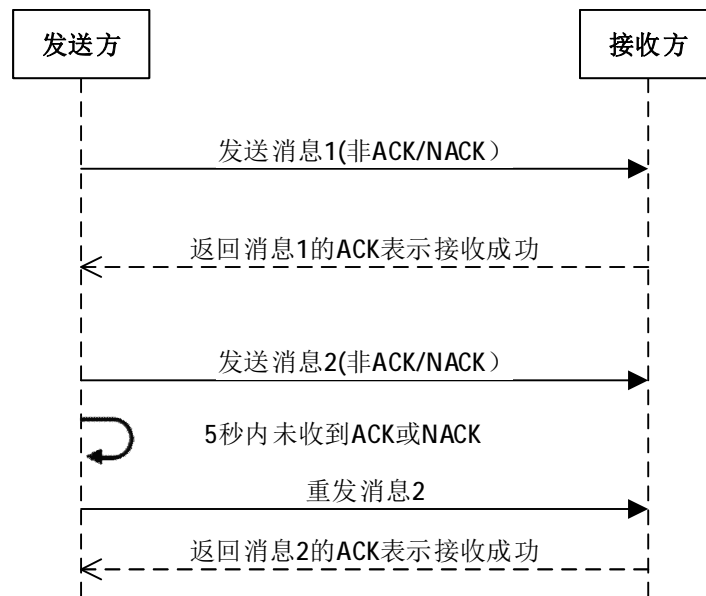 发送方
接收方
发送消息1(非ACK/NACK）
返回消息1的ACK表示接收成功
发送消息2(非ACK/NACK）
5秒内未收到ACK或NACK
重发消息2
返回消息2的ACK表示接收成功